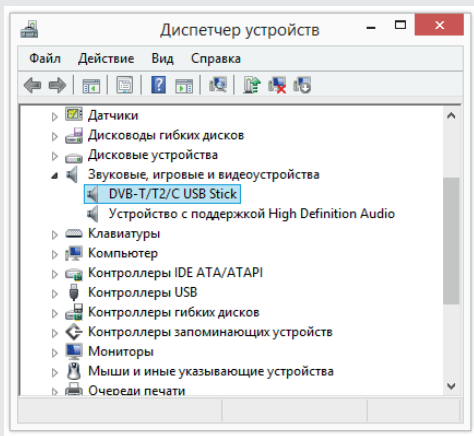 Диспетчер устройств
Файл Действие Вид Справка
Датчики
Дисководы гибких дисков
Дисковые устройства
Звуковые, игровые и видеоустройства
DVB-T/T2/C USB Stick
Устройство с поддержкой High Definition Audio
Клавиатуры
Компьютер
Контроллеры IDE ATA/ATAPI
Контроллеры USB
Контроллеры гибких дисков
Контроллеры запоминающих устройств
Мониторы
Мыши и иные указывающие устройства
Очереди печати